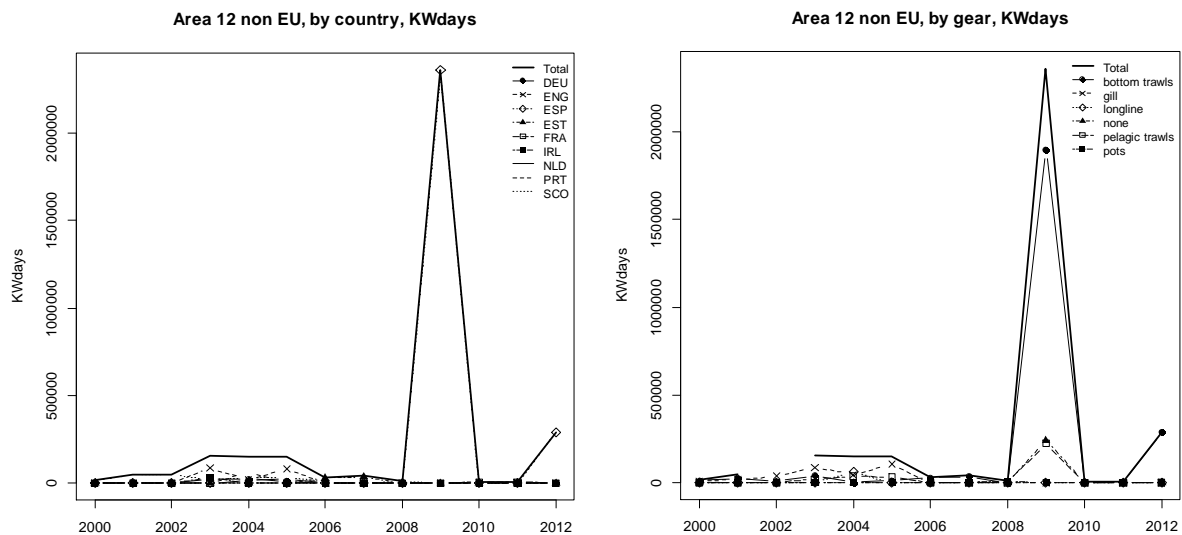 Area 12 non EU, by country, KWdays
KWdays
2000000
1500000
1000000
500000
0
2000 2002 2004 2006 2008 2010 2012
Total
DEU
ENG
ESP
EST
FRA
IRL
NLD
PRT
SCO
Area 12 non EU, by gear, KWdays
KWdays
2000000
1500000
1000000
500000
0
2000 2002 2004 2006 2008 2010 2012
Total
bottom trawls
gill
longline
none
pelagic trawls
pots